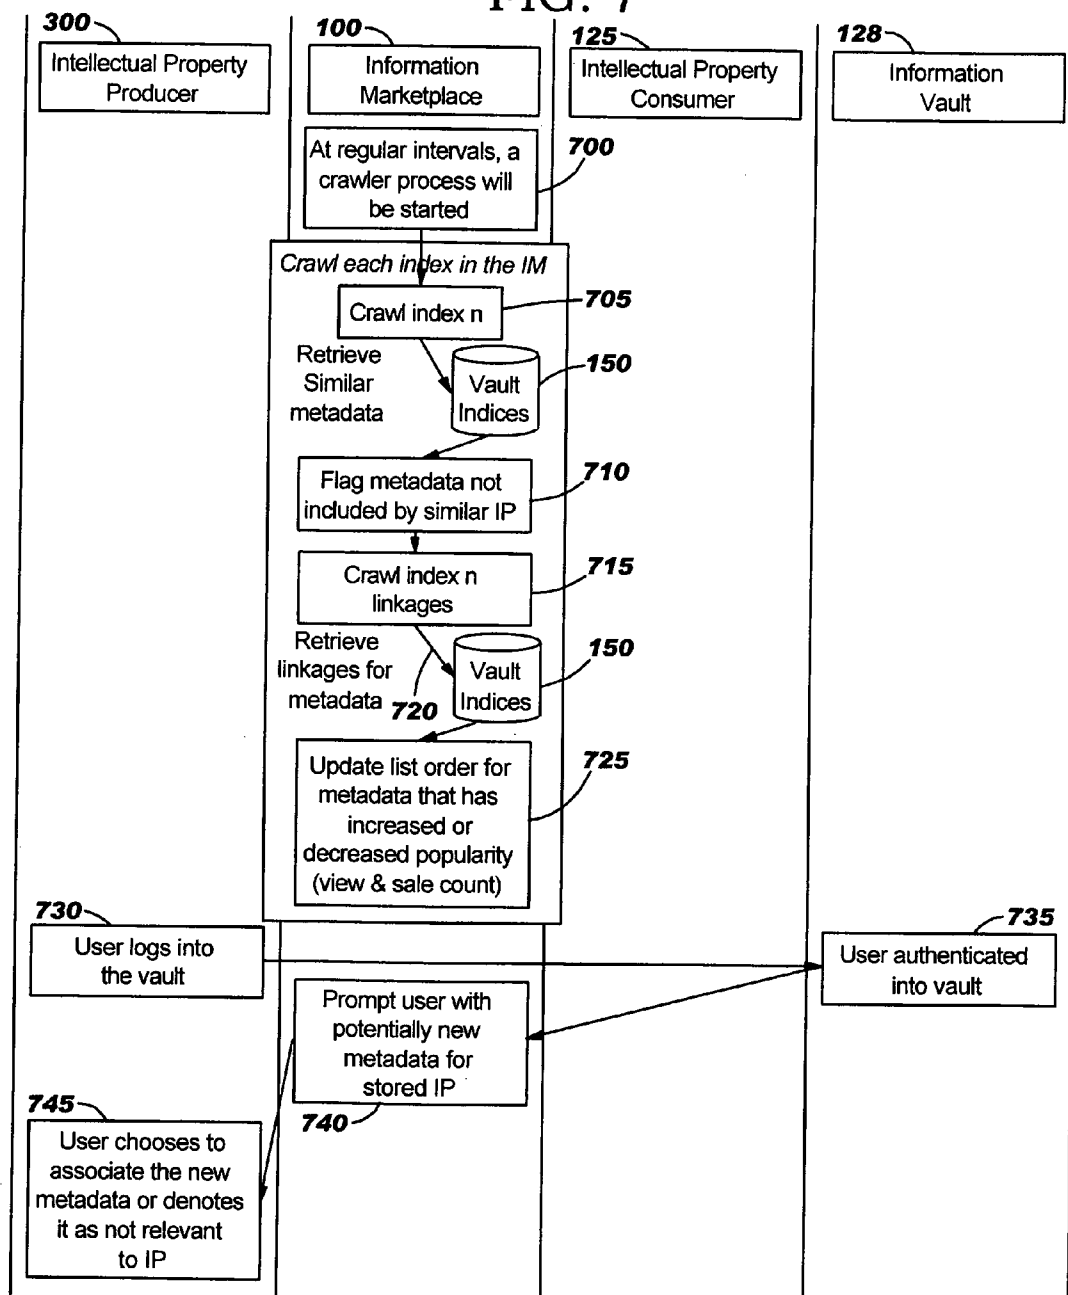 FIG. 7
300
100
125
128
Intellectual Property
Producer
Information
Marketplace
Intellectual Property
Consumer
Information
Vault
At regular intervals, a
crawler process will
be started
700
Crawl each index in the IM
Crawl index n
705
Retrieve
Similar
metadata
Vault
Indices
150
Flag metadata not
included by similar IP
710
Crawl index n
linkages
715
Retrieve
linkages for
metadata
720
Vault
Indices
150
Update list order for
metadata that has
increased or
decreased popularity
(view & sale count)
725
730
User logs into
the vault
735
User authenticated
into vault
Prompt user with
potentially new
metadata for
stored IP
740
745
User chooses to
associate the new
metadata or denotes
it as not relevant
to IP